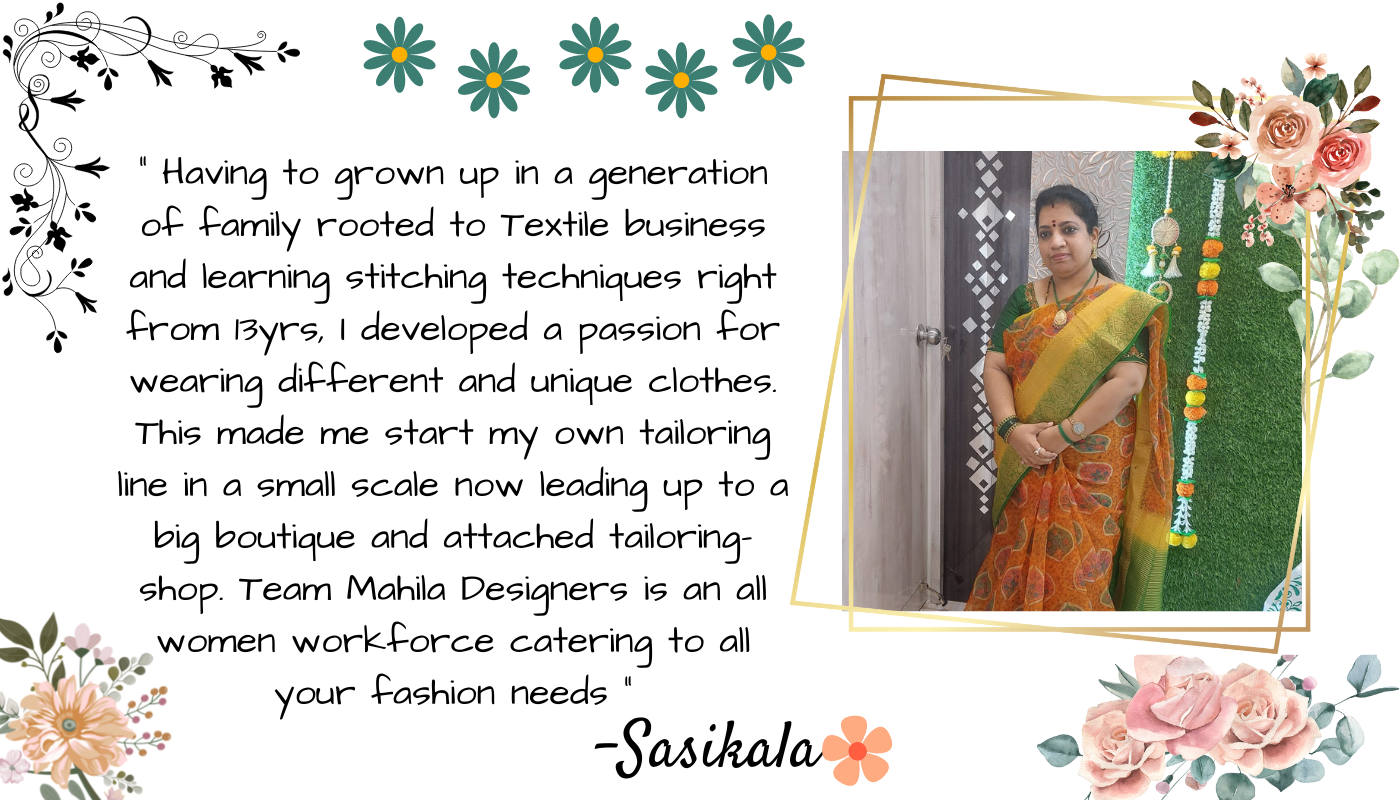 " Having to grown up in a generation
of family rooted to Textile business
and learning stitching techniques right
from 13yrs, I developed a passion for
wearing different and unique clothes.
This made me start my own tailoring
line in a small scale now leading up to a
big boutique and attached tailoring-
shop. Team Mahila Designers is an all
women workforce catering to all
your fashion needs "
-Sasikala